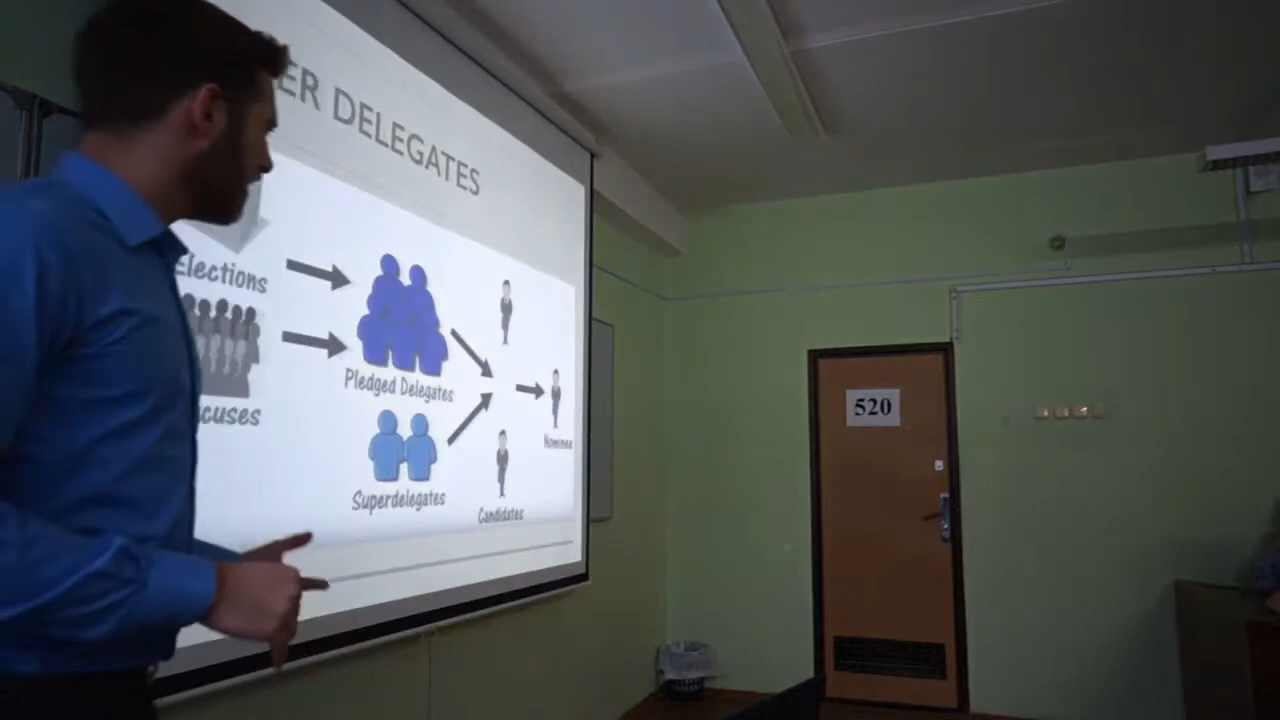 ER DELEGATES
Elections
cuses
Pledged Delegates
Superdelegates
Candidates
Nominee
520